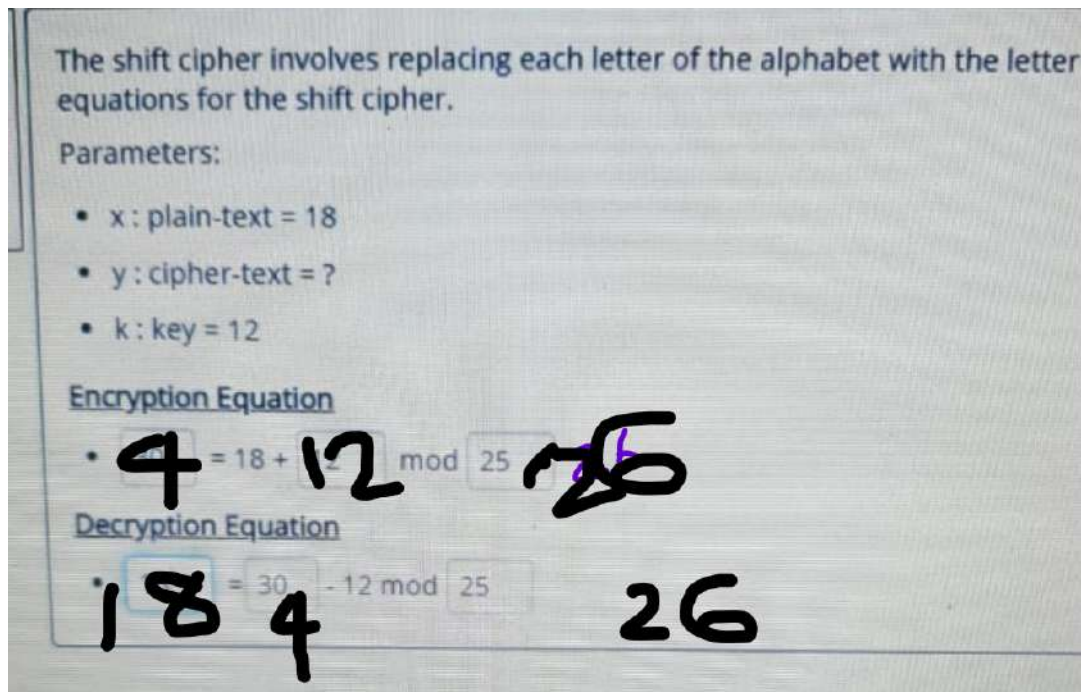 The shift cipher involves replacing each letter of the alphabet with the letter
equations for the shift cipher.
Parameters:
• x : plain-text = 18
• y : cipher-text = ?
• k : key = 12
Encryption Equation
• 4 = 18 + 12 mod 25 26
Decryption Equation
• 18 = 30 4 - 12 mod 25 26